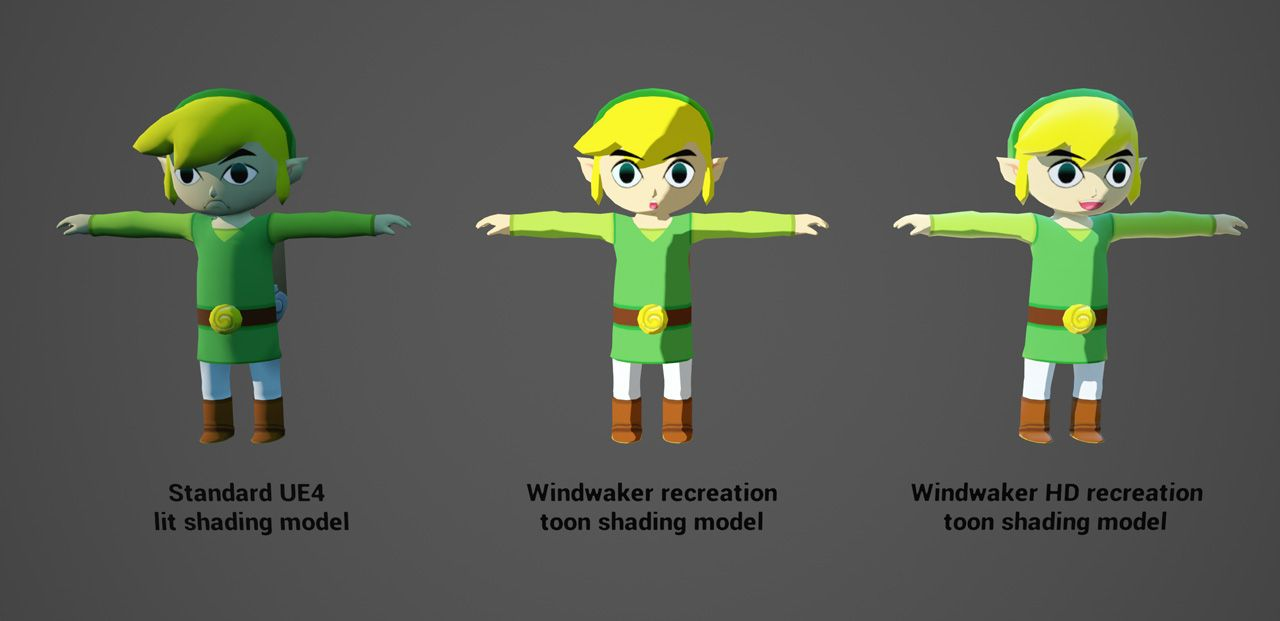 Standard UE4
lit shading model
Windwaker recreation
toon shading model
Windwaker HD recreation
toon shading model